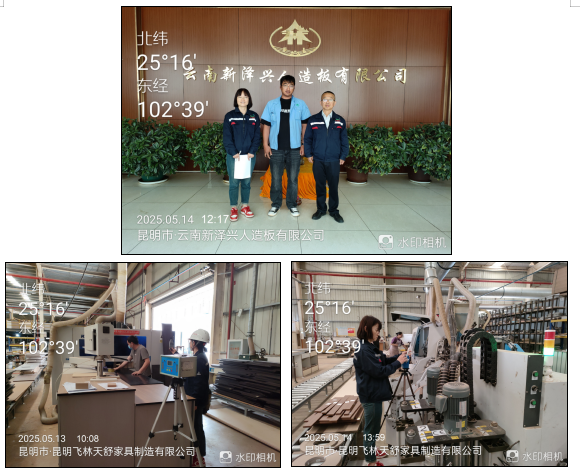 北纬
25°16'
东经
102°39'
云南新泽兴人造板有限公司
2025.05.14 12:17
昆明市·云南新泽兴人造板有限公司
水印相机
北纬
25°16'
东经
102°39'
2025.05.13 10:08
昆明市·昆明飞林天舒家具制造有限公司
水印相机
北纬
25°16'
东经
102°39'
2025.05.14 13:59
昆明市·昆明飞林天舒家具制造有限公司
水印相机